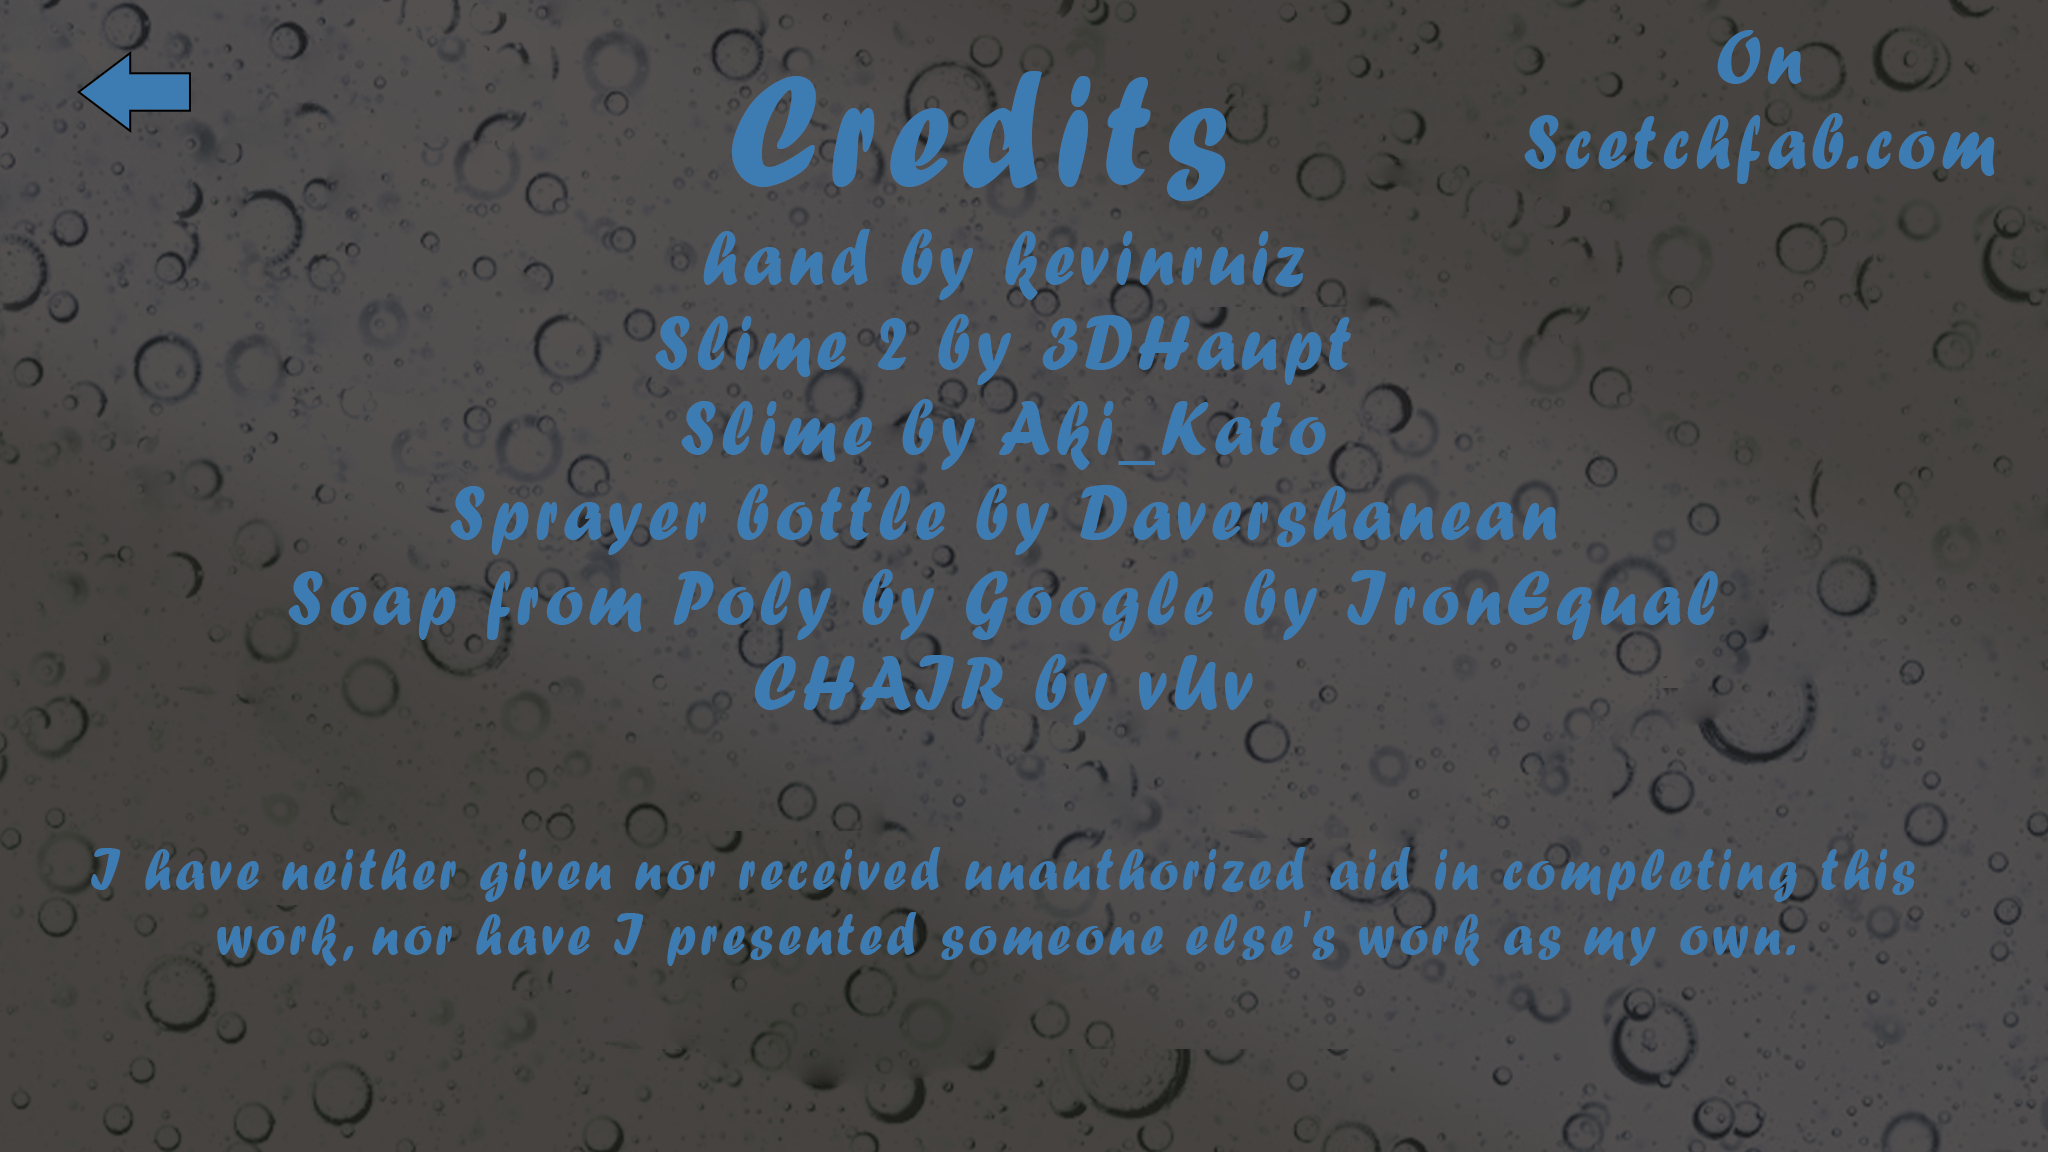 On
Scetchfab.com
Credits
hand by kevinruiz
Slime 2 by 3DHaupt
Slime by Aki_Kato
Sprayer bottle by Davershanean
Soap from Poly by Google by IronEqual
CHAIR by vUv
I have neither given nor received unauthorized aid in completing this
work, nor have I presented someone else's work as my own.